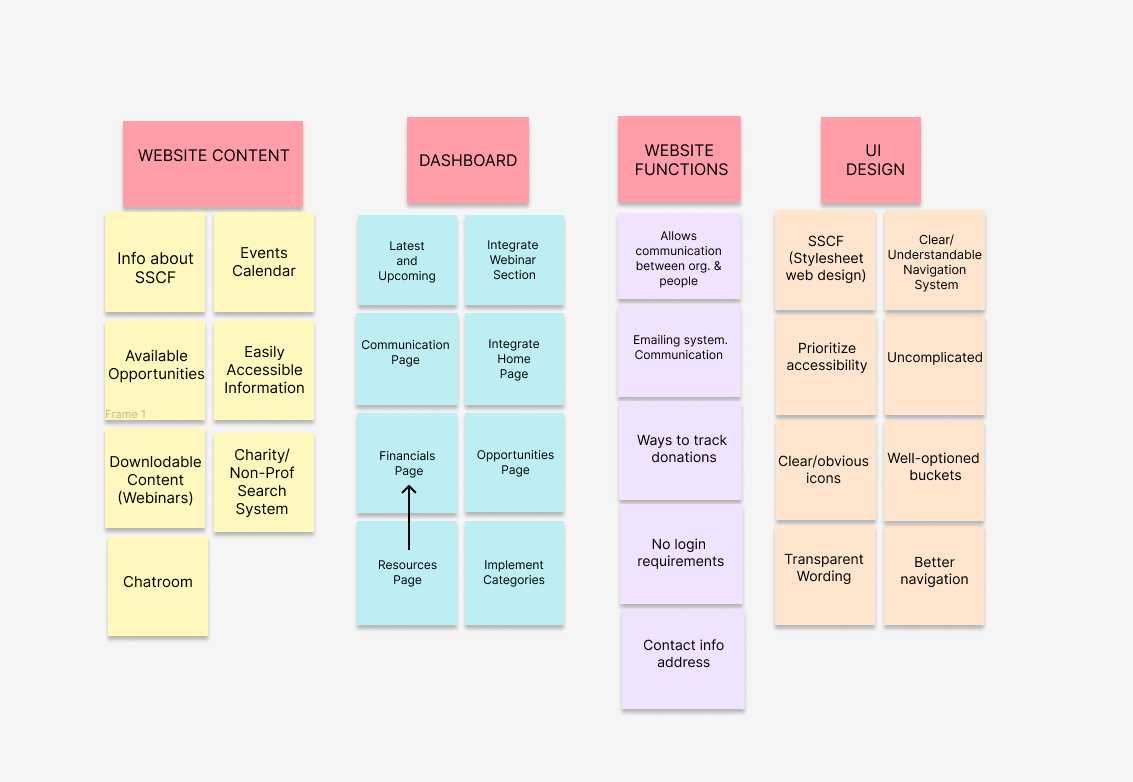 WEBSITE CONTENT
Info about
SSCF
Events
Calendar
Available
Opportunities
Frame 1
Easily
Accessible
Information
Downlodable
Content
(Webinars)
Charity/
Non-Prof
Search
System
Chatroom
DASHBOARD
Latest
and
Upcoming
Integrate
Webinar
Section
Communication
Page
Integrate
Home
Page
Financials
Page
Opportunities
Page
Resources
Page
Implement
Categories
WEBSITE
FUNCTIONS
Allows
communication
between org. &
people
Emailing system.
Communication
Ways to track
donations
No login
requirements
Contact info
address
UI
DESIGN
SSCF
(Stylesheet
web design)
Clear/
Understandable
Navigation
System
Prioritize
accessibility
Uncomplicated
Clear/obvious
icons
Well-optioned
buckets
Transparent
Wording
Better
navigation